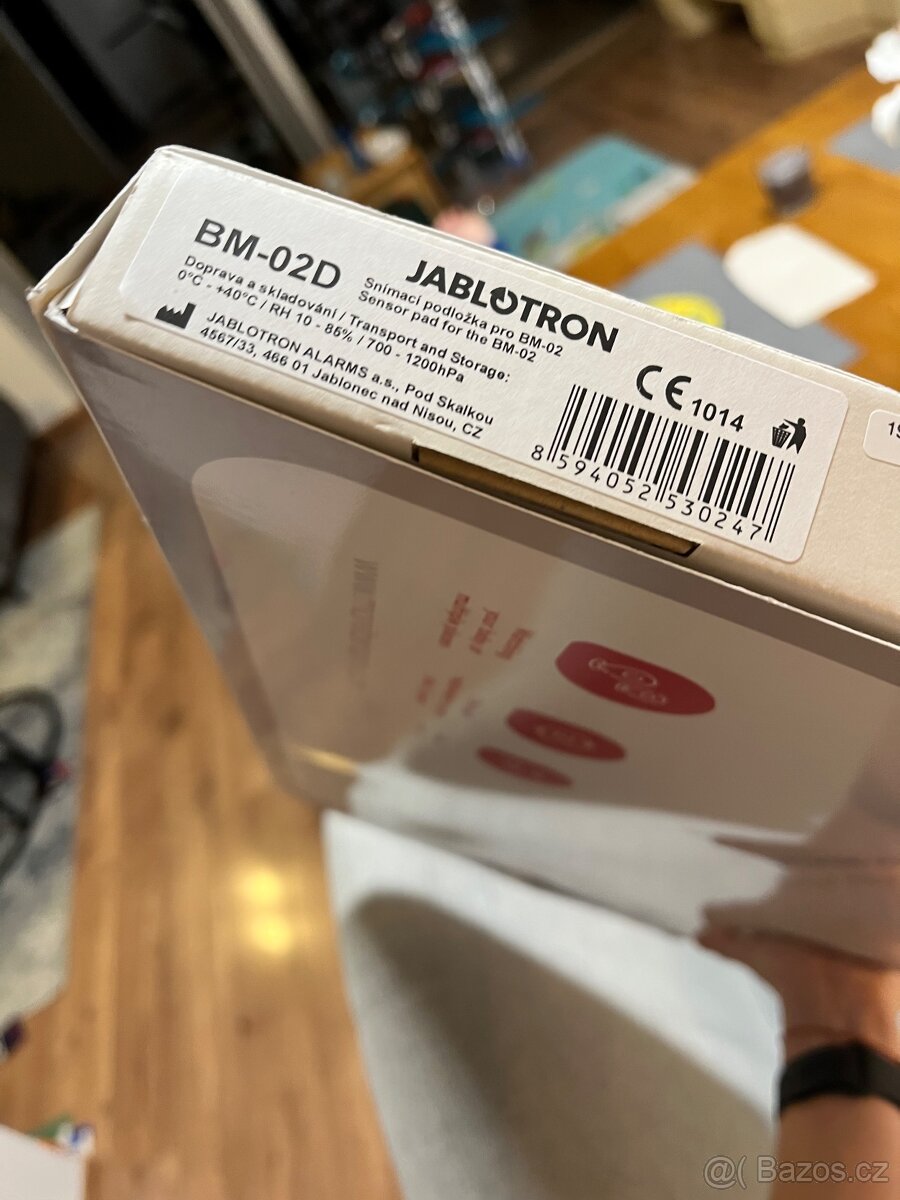 BM-02D
JABLOTRON
Snímací podložka pro BM-02
Sensor pad for the BM-02
Doprava a skladování / Transport and Storage:
0°C - +40°C / RH 10 - 85% / 700 - 1200hPa
JABLOTRON ALARMS a.s., Pod Skalkou
4567/33, 466 01 Jablonec nad Nisou, CZ
CE 1014
8 594052 530247
@( Bazos.cz